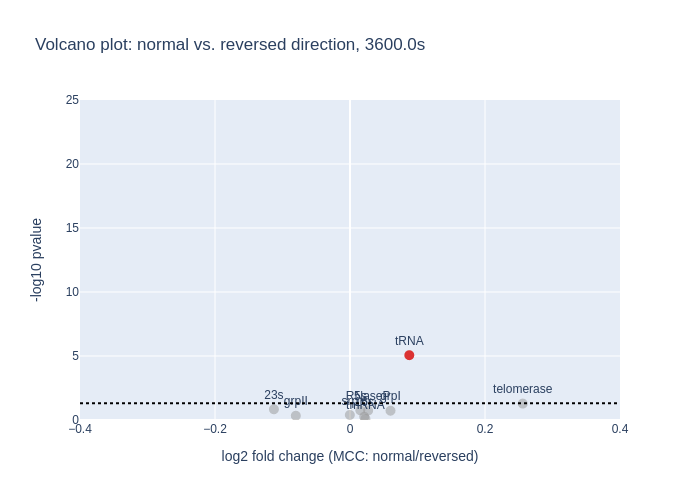 Volcano plot: normal vs. reversed direction, 3600.0s
25
20
15
10
5
0
-log10 pvalue
tRNA
telomerase
23s
grpII
grpI
−0.4
−0.2
0
0.2
0.4
log2 fold change (MCC: normal/reversed)